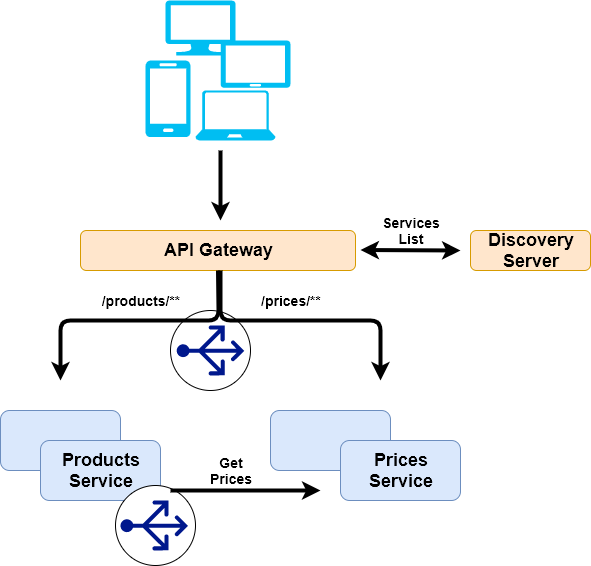 Services
List
API Gateway
Discovery
Server
/products/**
/prices/**
Products
Service
Get
Prices
Prices
Service